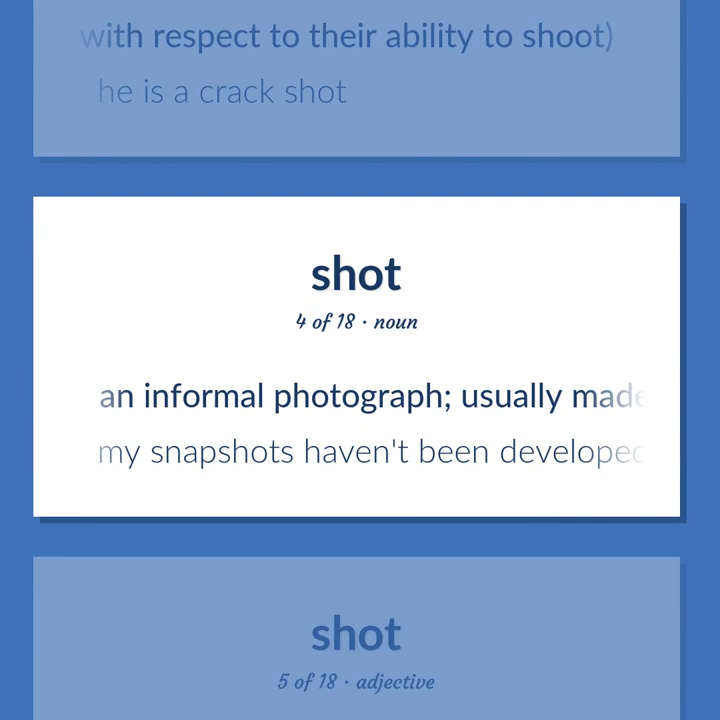 with respect to their ability to shoot)
he is a crack shot
shot
4 of 18 · noun
an informal photograph; usually made
my snapshots haven't been developed
shot
5 of 18 · adjective